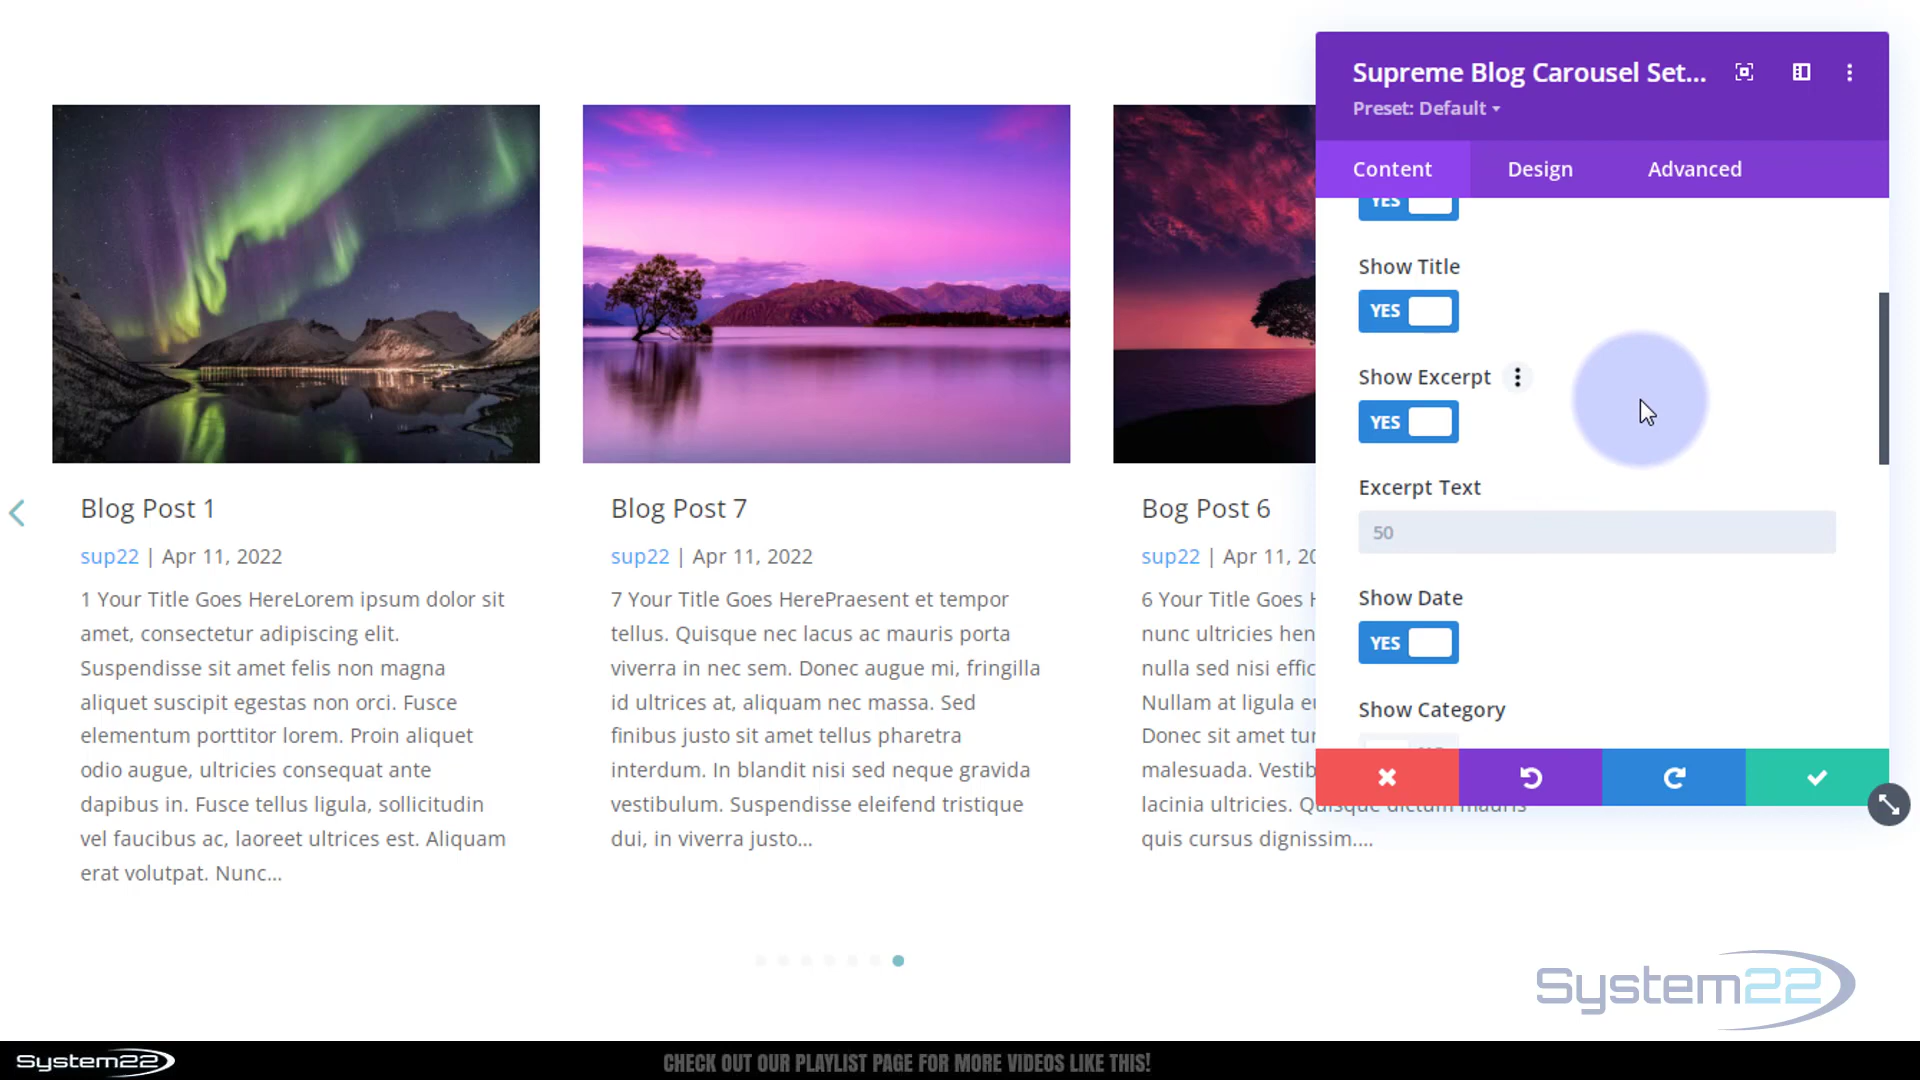 Supreme Blog Carousel Set...
Preset: Default
Content
Design
Advanced
YES
Show Title
YES
Show Excerpt
YES
Excerpt Text
50
Show Date
YES
Show Category
Blog Post 1
sup22 | Apr 11, 2022
1 Your Title Goes HereLorem ipsum dolor sit
amet, consectetur adipiscing elit.
Suspendisse sit amet felis non magna
aliquet suscipit egestas non orci. Fusce
elementum porttitor lorem. Proin aliquet
odio augue, ultricies consequat ante
dapibus in. Fusce tellus ligula, sollicitudin
vel faucibus ac, laoreet ultrices est. Aliquam
erat volutpat. Nunc...
Blog Post 7
sup22 | Apr 11, 2022
7 Your Title Goes HerePraesent et tempor
tellus. Quisque nec lacus ac mauris porta
viverra in nec sem. Donec augue mi, fringilla
id ultrices at, aliquam nec massa. Sed
finibus justo sit amet tellus pharetra
interdum. In blandit nisi sed neque gravida
vestibulum. Suspendisse eleifend tristique
dui, in viverra justo...
Bog Post 6
sup22 | Apr 11, 20
6 Your Title Goes
nunc ultricies hen
nulla sed nisi effic
Nullam at ligula
Donec sit amet
malesuada.
lacinia ultricies. Quisque dictum mauris
quis cursus dignissim....
System22
System22
CHECK OUT OUR PLAYLIST PAGE FOR MORE VIDEOS LIKE THIS!